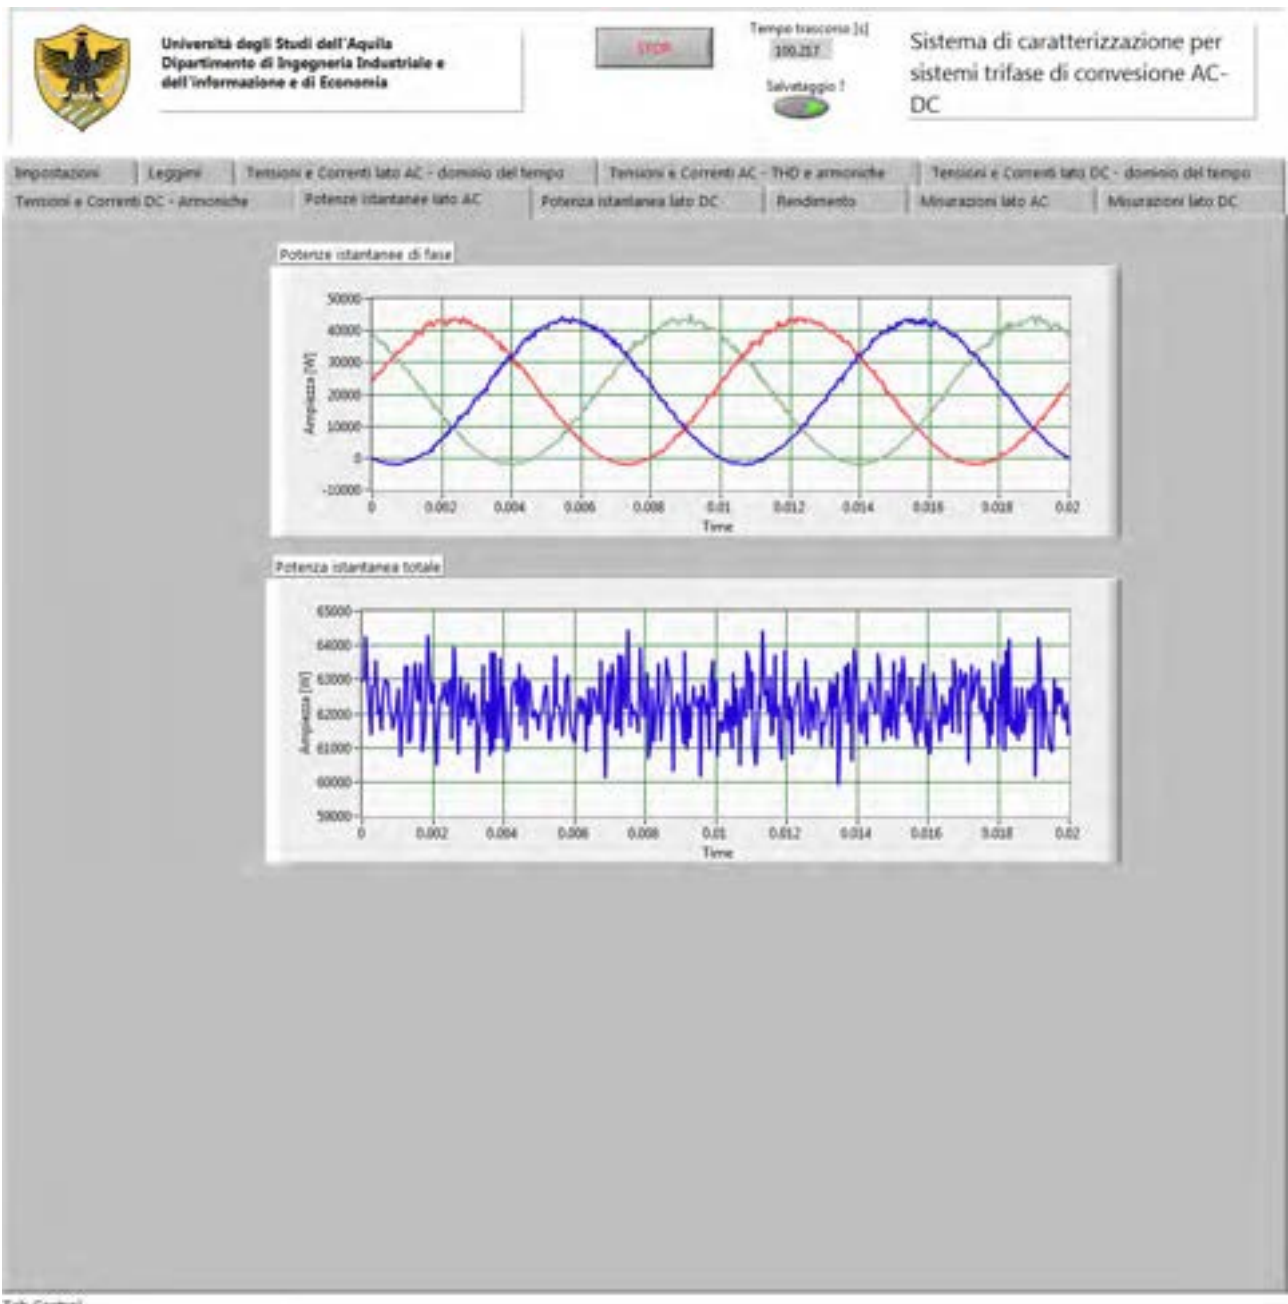 Università degli Studi dell'Aquila
Dipartimento di Ingegneria Industriale e
dell'informazione e di Economia
STOP
Tempo trascorso [s]
100.217
Salvataggio ?
Sistema di caratterizzazione per
sistemi trifase di convesione AC-
DC
Impostazioni Leggimi Tensioni e Correnti lato AC - dominio del tempo Tensioni e Correnti AC - THD e armoniche Tensioni e Correnti lato DC - dominio del tempo
Tensioni e Correnti DC - Armoniche Potenze istantanee lato AC Potenza istantanea lato DC Rendimento Misurazioni lato AC Misurazioni lato DC
Potenze istantanee di fase
50000
40000
30000
20000
10000
0
-10000
Ampiezza [W]
0 0.002 0.004 0.006 0.008 0.01 0.012 0.014 0.016 0.018 0.02
Time
Potenza istantanea totale
65000
64000
63000
62000
61000
60000
59000
Ampiezza [W]
0 0.002 0.004 0.006 0.008 0.01 0.012 0.014 0.016 0.018 0.02
Time